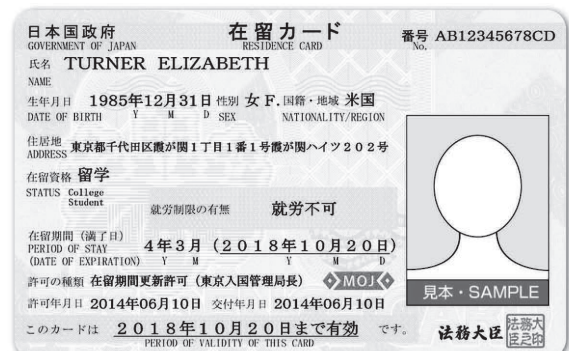 日本国政府 在留カード 番号 AB12345678CD
GOVERNMENT OF JAPAN RESIDENCE CARD No.
氏名 TURNER ELIZABETH
NAME
生年月日 1985年12月31日 性別 女 F. 国籍・地域 米国
DATE OF BIRTH Y M D SEX NATIONALITY/REGION
住居地
ADDRESS 東京都千代田区霞が関1丁目1番1号霞が関ハイツ202号
在留資格 留学
STATUS College
Student
就労制限の有無 就労不可
在留期間(満了日)
PERIOD OF STAY 4年3月(2018年10月20日)
(DATE OF EXPIRATION) Y M Y M D
許可の種類 在留期間更新許可(東京入国管理局長) MOJ
許可年月日 2014年06月10日 交付年月日 2014年06月10日
見本・SAMPLE
このカードは 2018年10月20日まで有効 です。
PERIOD OF VALIDITY OF THIS CARD
法務大臣 法務大臣之印